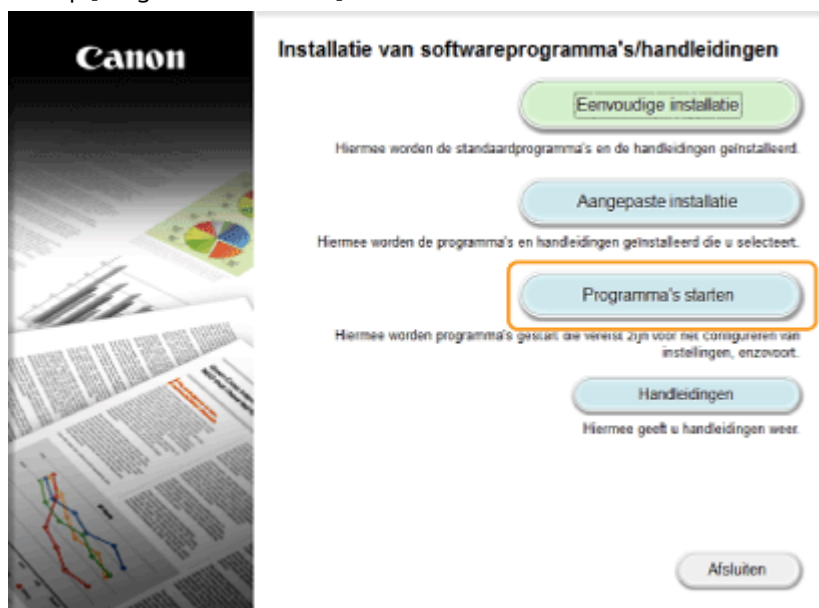 Canon
Installatie van softwareprogramma's/handleidingen
Eenvoudige installatie
Hiermee worden de standaardprogramma's en de handleidingen geïnstalleerd.
Aangepaste installatie
Hiermee worden de programma's en handleidingen geïnstalleerd die u selecteert.
Programma's starten
Hiermee worden programma's gestart die vereist zijn voor het configureren van
instellingen, enzovoort.
Handleidingen
Hiermee geeft u handleidingen weer.
Afsluiten